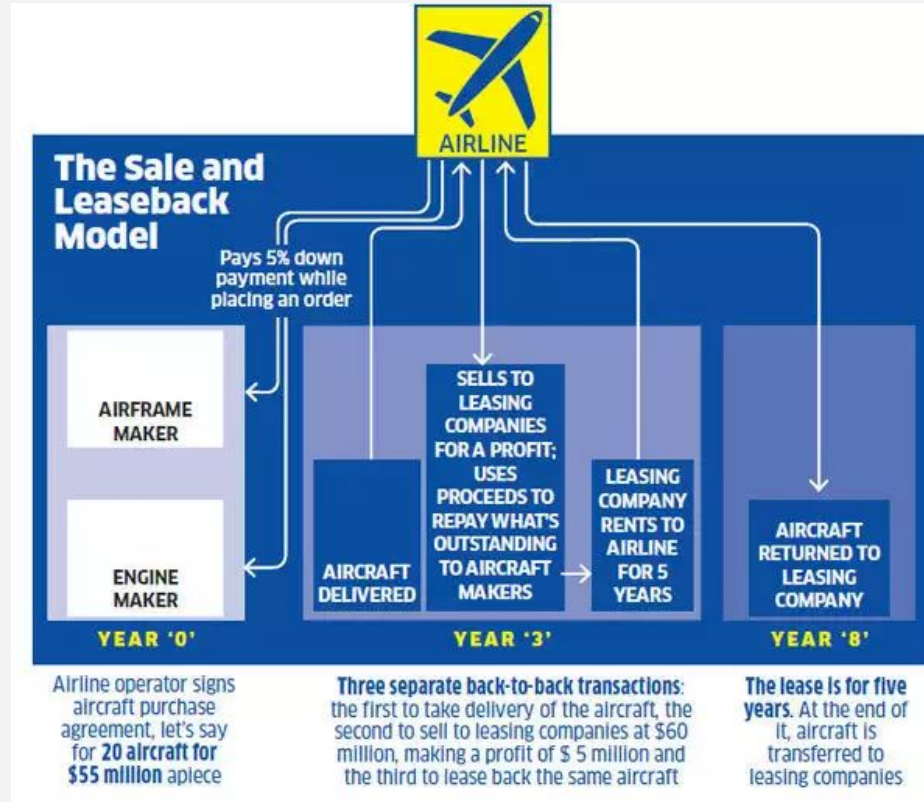 AIRLINE
The Sale and
Leaseback
Model
Pays 5% down
payment while
placing an order
AIRFRAME
MAKER
ENGINE
MAKER
YEAR ‘0’
AIRCRAFT
DELIVERED
SELLS TO
LEASING
COMPANIES
FOR A PROFIT;
USES
PROCEEDS TO
REPAY WHAT'S
OUTSTANDING
TO AIRCRAFT
MAKERS
LEASING
COMPANY
RENTS TO
AIRLINE
FOR 5
YEARS
YEAR ‘3’
AIRCRAFT
RETURNED TO
LEASING
COMPANY
YEAR ‘8’
Airline operator signs
aircraft purchase
agreement, let's say
for 20 aircraft for
$55 million apiece
Three separate back-to-back transactions:
the first to take delivery of the aircraft, the
second to sell to leasing companies at $60
million, making a profit of $ 5 million and
the third to lease back the same aircraft
The lease is for five
years. At the end of
it, aircraft is
transferred to
leasing companies